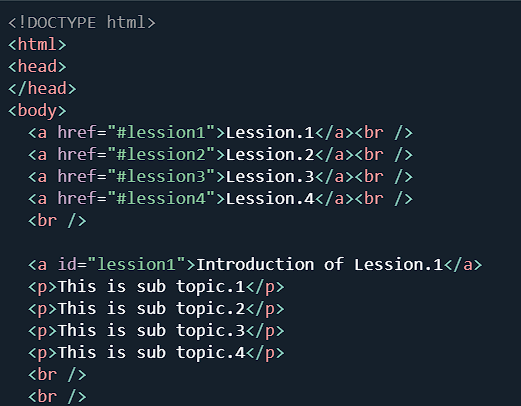 <!DOCTYPE html>
<html>
<head>
</head>
<body>
<a href="#lession1">Lession.1</a><br />
<a href="#lession2">Lession.2</a><br />
<a href="#lession3">Lession.3</a><br />
<a href="#lession4">Lession.4</a><br />
<br />
<a id="lession1">Introduction of Lession.1</a>
<p>This is sub topic.1</p>
<p>This is sub topic.2</p>
<p>This is sub topic.3</p>
<p>This is sub topic.4</p>
<br />
<br />